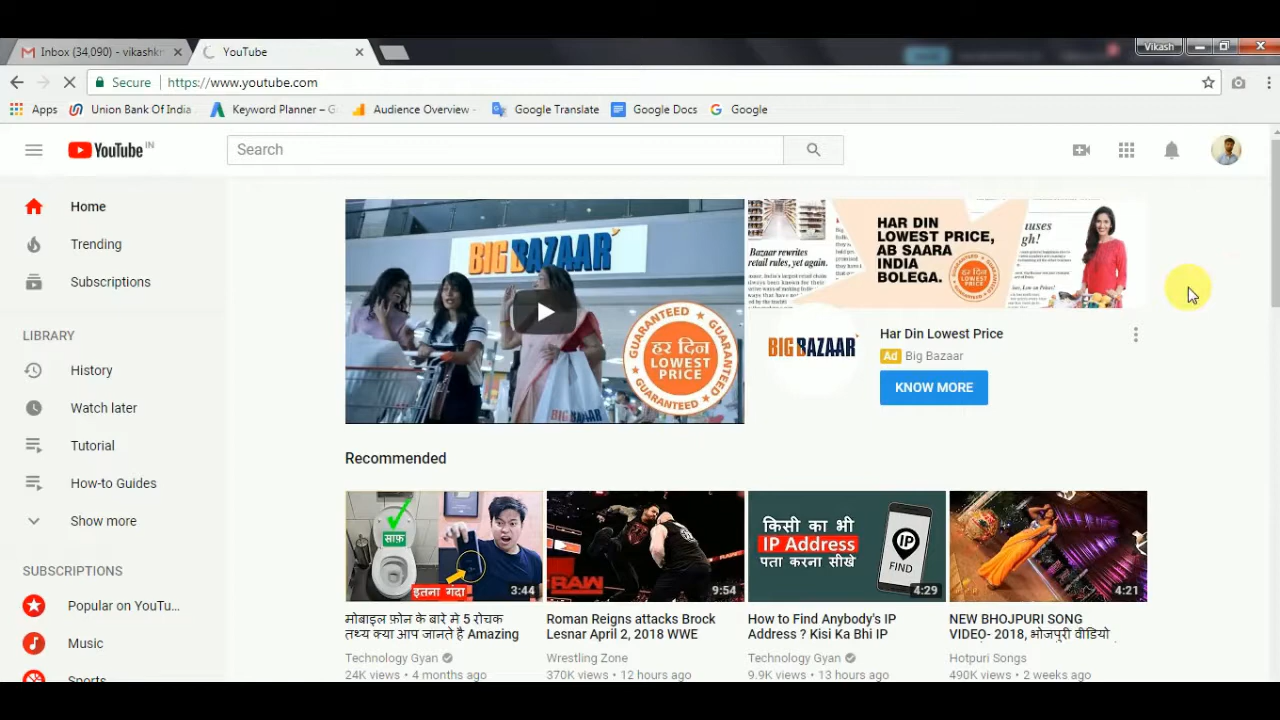 Inbox (34,090) - vikashkr
YouTube
Vikash
Secure
https://www.youtube.com
Apps
Union Bank Of India
Keyword Planner – G
Audience Overview -
Google Translate
Google Docs
Google
YouTube IN
Search
Home
Trending
Subscriptions
LIBRARY
History
Watch later
Tutorial
How-to Guides
Show more
SUBSCRIPTIONS
Popular on YouTu...
Music
Sports
BIG BAZAAR
GUARANTEED
हर दिन
LOWEST
PRICE
GUARANTEED
BIG BAZAAR
Bazaar rewrites
retail rules, yet again.
HAR DIN
LOWEST PRICE,
AB SAARA
INDIA
BOLEGA.
हर दिन
LOWEST
PRICE
BIG BAZAAR
Har Din Lowest Price
Ad Big Bazaar
KNOW MORE
Recommended
साफ़
इतना गंदा
3:44
मोबाइल फ़ोन के बारे मे 5 रोचक
तथ्य क्या आप जानते है Amazing
Technology Gyan
24K views • 4 months ago
RAW
9:54
Roman Reigns attacks Brock
Lesnar April 2, 2018 WWE
Wrestling Zone
370K views • 12 hours ago
किसी का भी
IP Address
पता करना सीखे
IP
FIND
4:29
How to Find Anybody's IP
Address ? Kisi Ka Bhi IP
Technology Gyan
9.9K views • 13 hours ago
4:21
NEW BHOJPURI SONG
VIDEO- 2018, भोजपूरी वीडियो
Hotpuri Songs
490K views • 2 weeks ago